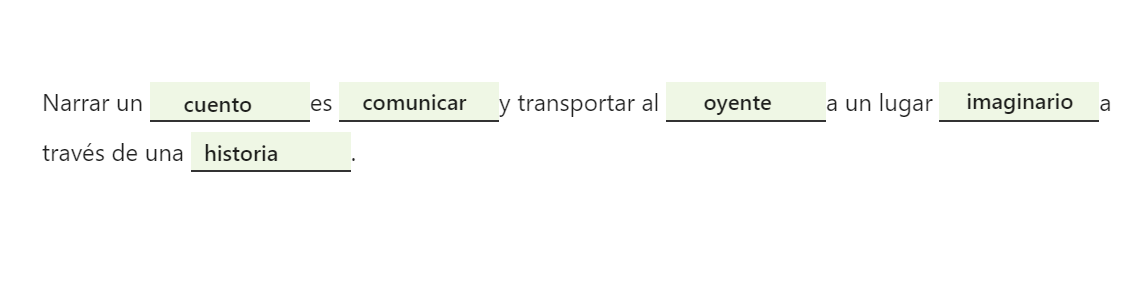 Narrar un cuento es comunicar y transportar al oyente a un lugar imaginario a
través de una historia.